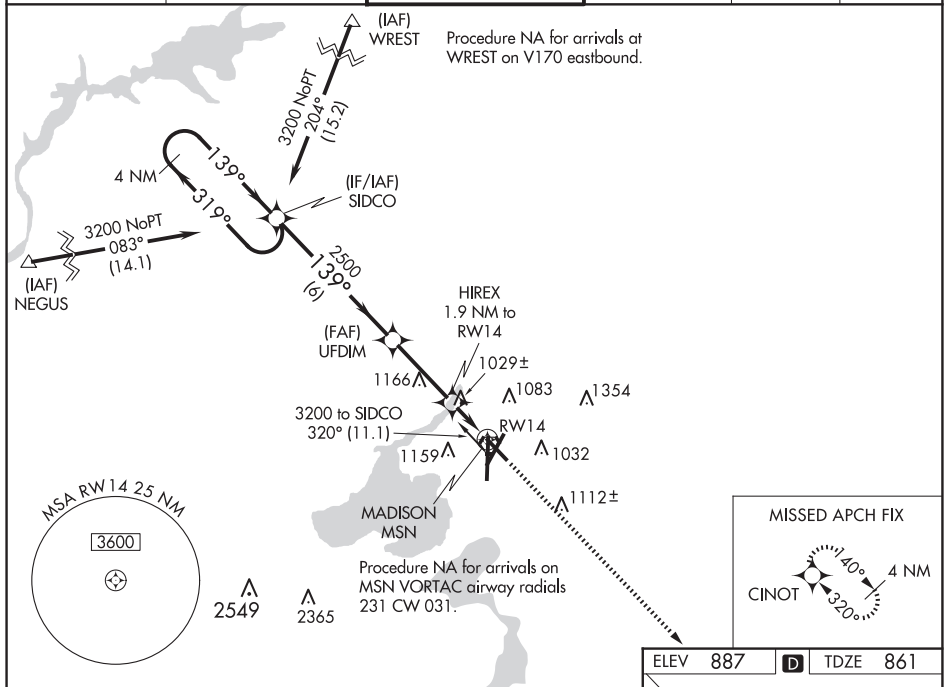 (IAF)
WREST
Procedure NA for arrivals at
WREST on V170 eastbound.
3200 NoPT
204°
(15.2)
4 NM
139°
319°
(IF/IAF)
SIDCO
3200 NoPT
083°
(14.1)
(IAF)
NEGUS
2500
139°
(6)
HIREX
1.9 NM to
RW14
(FAF)
UFDIM
1029±
1166
1083
1354
3200 to SIDCO
320° (11.1)
RW14
1159
1032
1112±
MADISON
MSN
MSA RW14 25 NM
3600
2549
2365
Procedure NA for arrivals on
MSN VORTAC airway radials
231 CW 031.
MISSED APCH FIX
CINOT
140°
320°
4 NM
ELEV 887 D TDZE 861